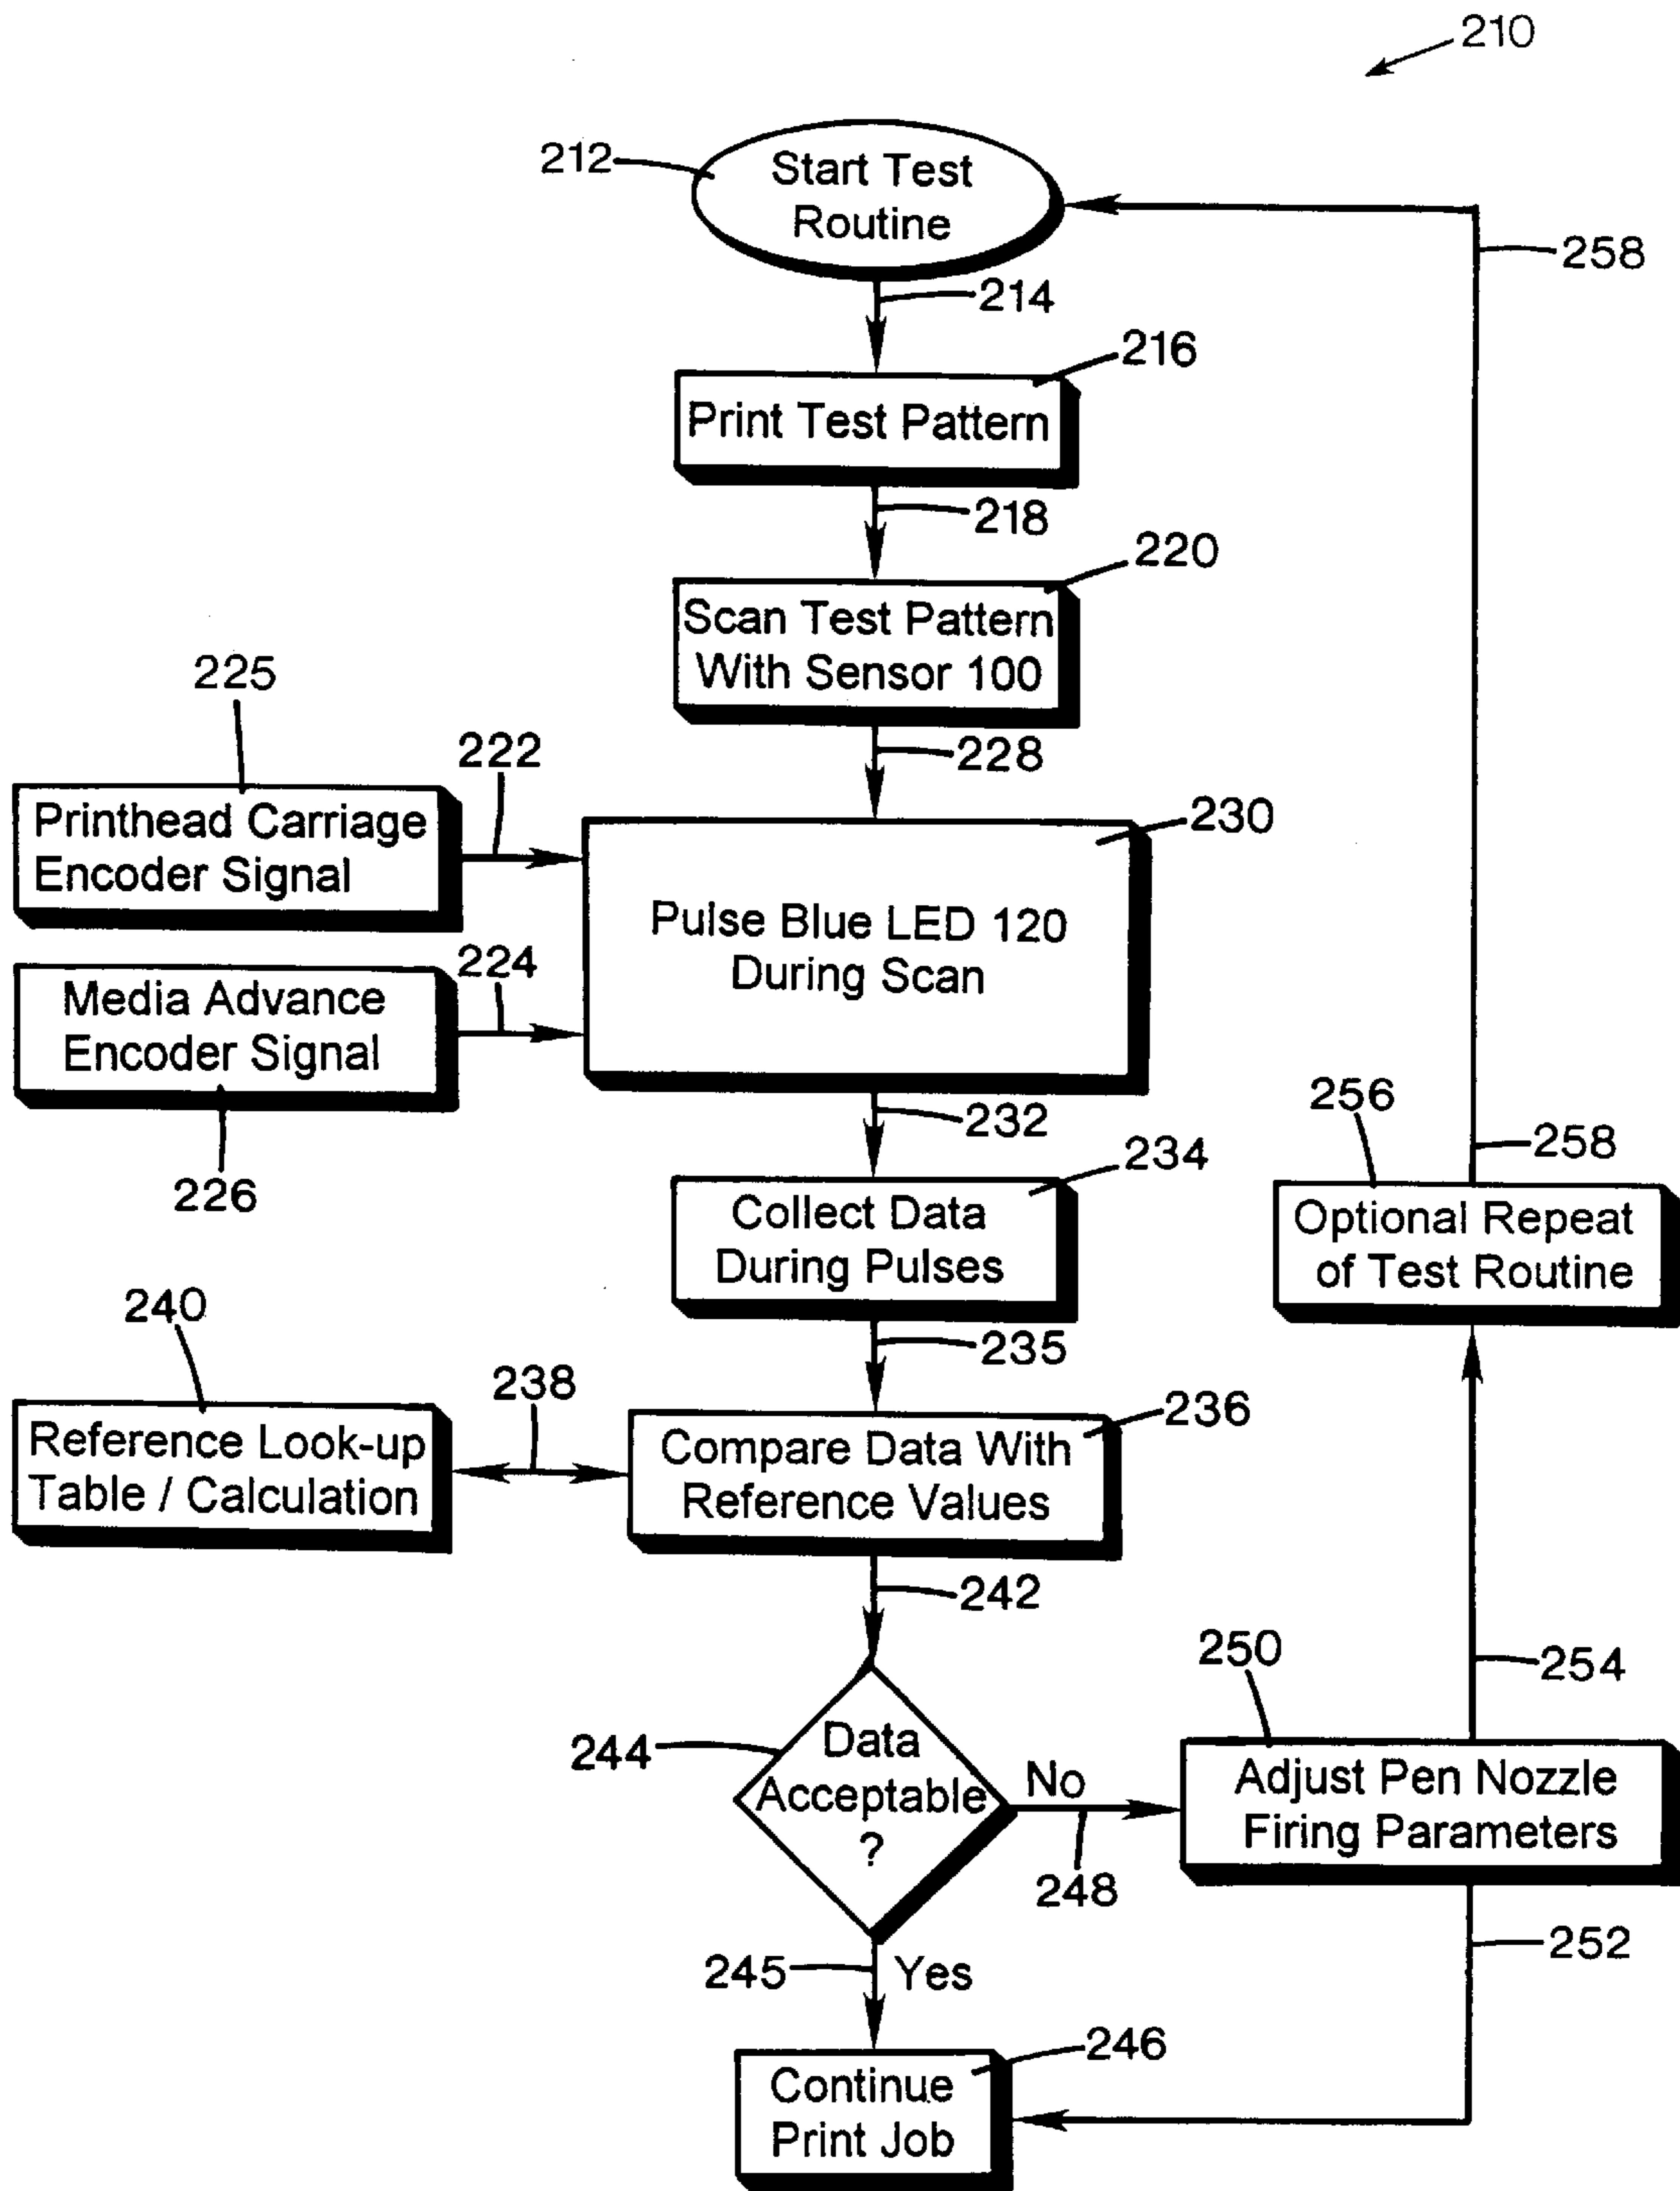 210
212
Start Test
Routine
258
214
216
Print Test Pattern
218
220
Scan Test Pattern
With Sensor 100
225
222
228
230
Printhead Carriage
Encoder Signal
Pulse Blue LED 120
During Scan
224
Media Advance
Encoder Signal
226
232
256
258
234
Collect Data
During Pulses
Optional Repeat
of Test Routine
240
235
238
236
Reference Look-up
Table / Calculation
Compare Data With
Reference Values
242
250
254
244
Data
Acceptable
?
No
248
Adjust Pen Nozzle
Firing Parameters
245
Yes
252
246
Continue
Print Job